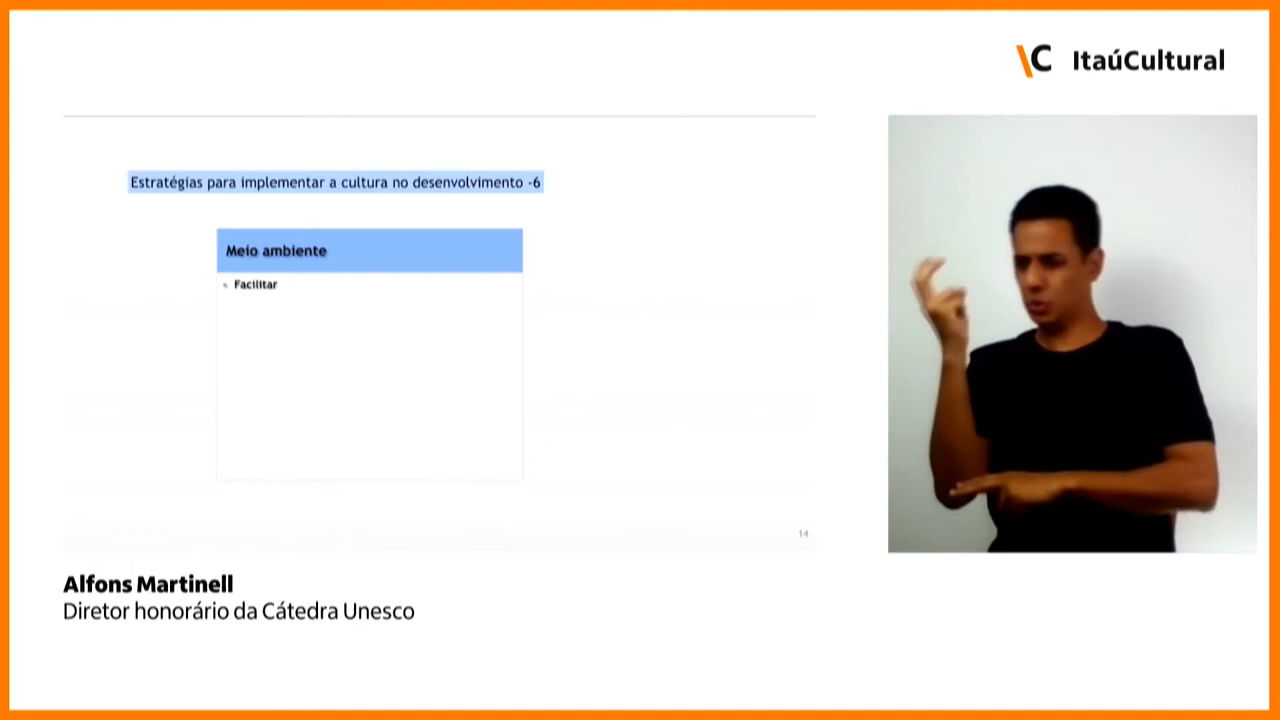 \C ItaúCultural
Estratégias para implementar a cultura no desenvolvimento -6
Meio ambiente
Facilitar
14
Alfons Martinell
Diretor honorário da Cátedra Unesco